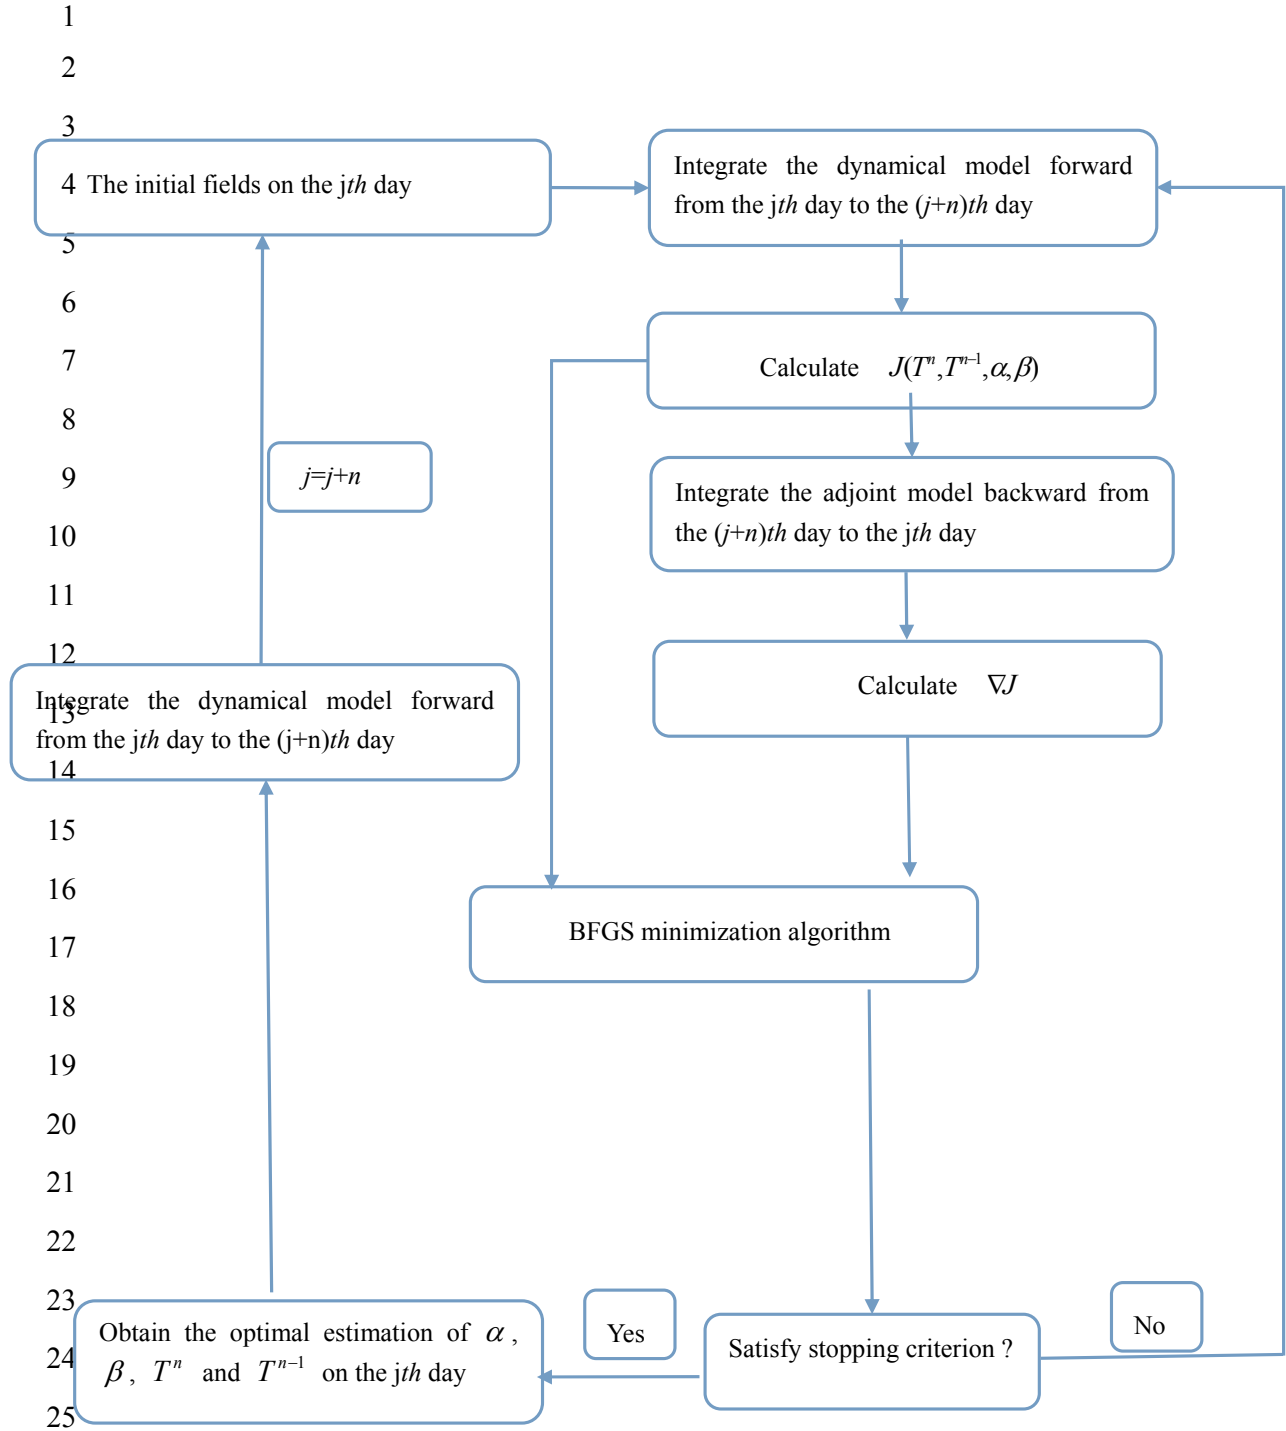 1
2
3
4 The initial fields on the jth day
Integrate the dynamical model forward
from the jth day to the (j+n)th day
5
6
7
Calculate J(Tⁿ,Tⁿ⁻¹,α,β)
8
9
j=j+n
Integrate the adjoint model backward from
the (j+n)th day to the jth day
10
11
12
Calculate ∇J
Integrate the dynamical model forward
13
from the jth day to the (j+n)th day
14
15
16
BFGS minimization algorithm
17
18
19
20
21
22
23
Obtain the optimal estimation of α,
24
β, Tⁿ and Tⁿ⁻¹ on the jth day
Yes
Satisfy stopping criterion ?
No
25